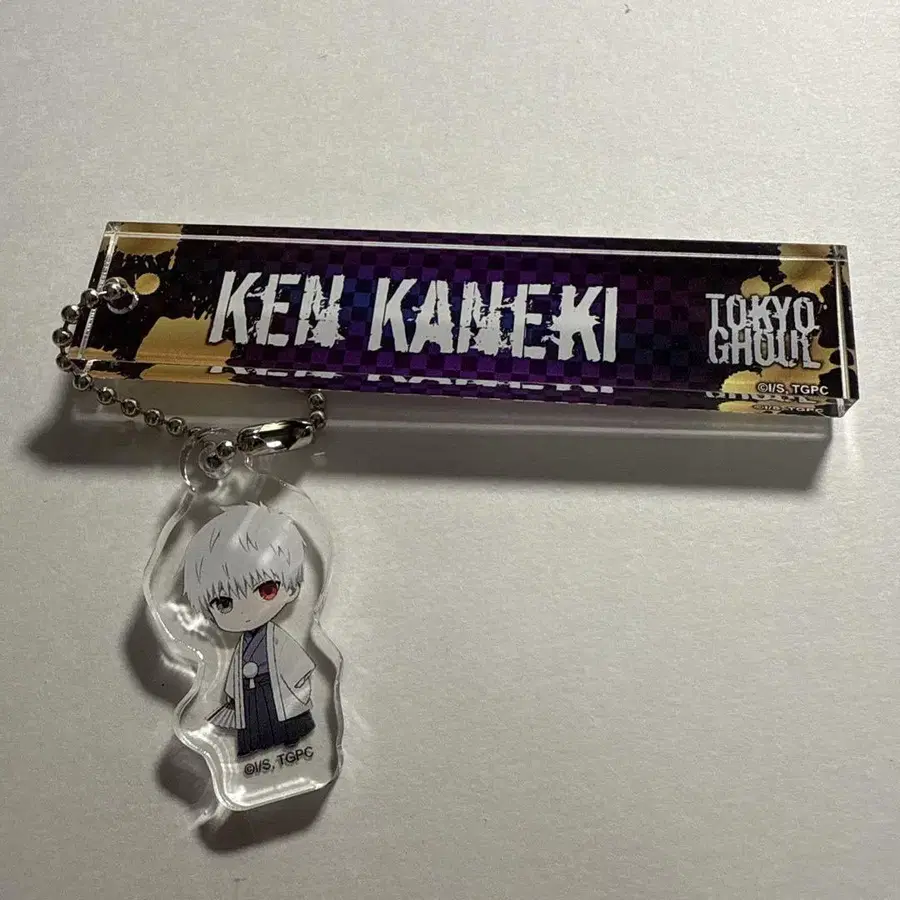 KEN KANEKI
TOKYO
GHOUL
©I/S, TGPC
©I/S, TGPC